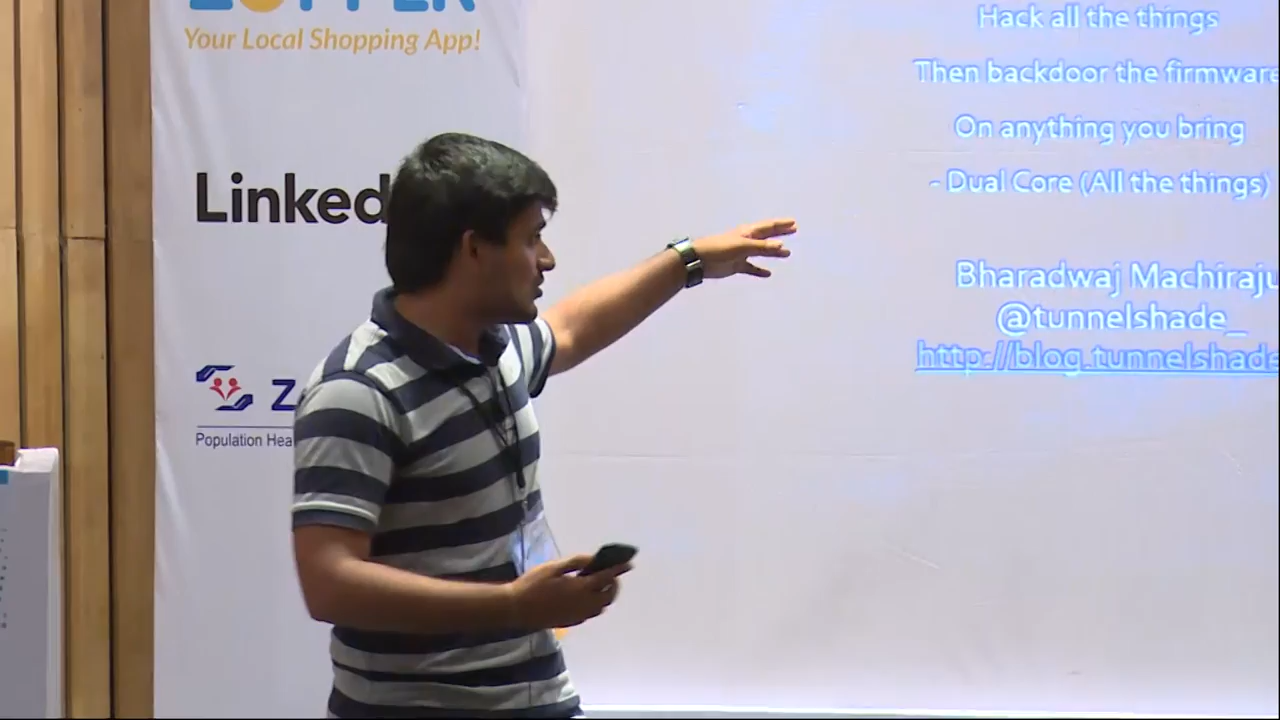 Your Local Shopping App!
Linked
Population Hea
Hack all the things
Then backdoor the firmware
On anything you bring
- Dual Core (All the things)
Bharadwaj Machiraju
@tunnelshade_
http://blog.tunnelshade